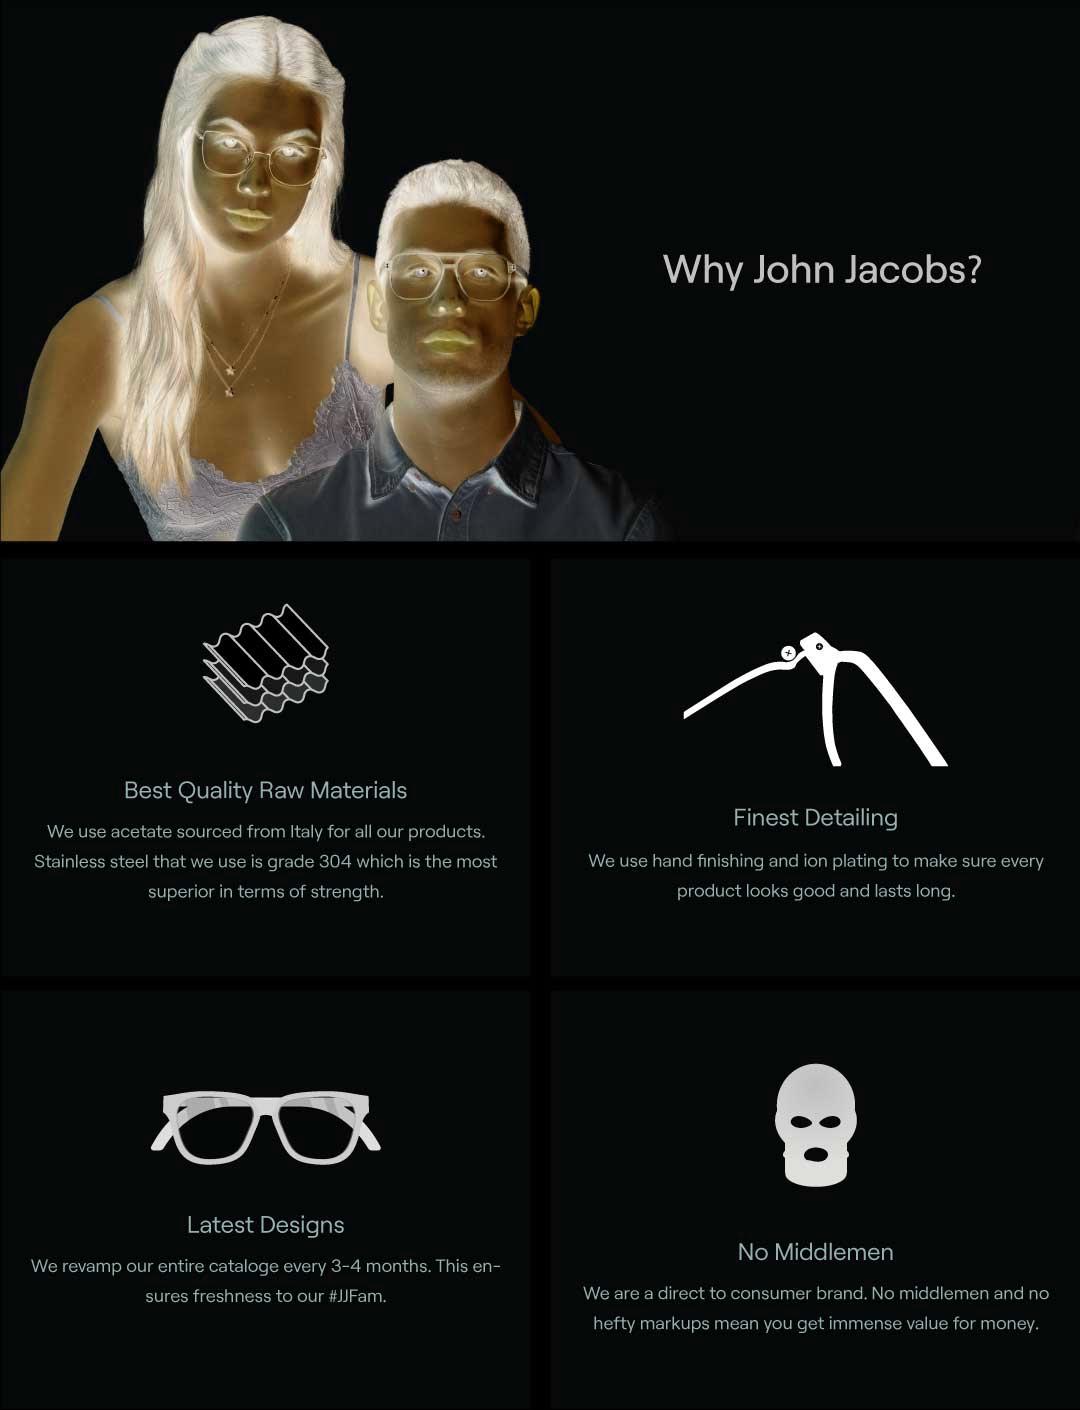 Why John Jacobs?
Best Quality Raw Materials
We use acetate sourced from Italy for all our products.
Stainless steel that we use is grade 304 which is the most
superior in terms of strength.
Finest Detailing
We use hand finishing and ion plating to make sure every
product looks good and lasts long.
Latest Designs
We revamp our entire cataloge every 3-4 months. This en-
sures freshness to our #JJFam.
No Middlemen
We are a direct to consumer brand. No middlemen and no
hefty markups mean you get immense value for money.